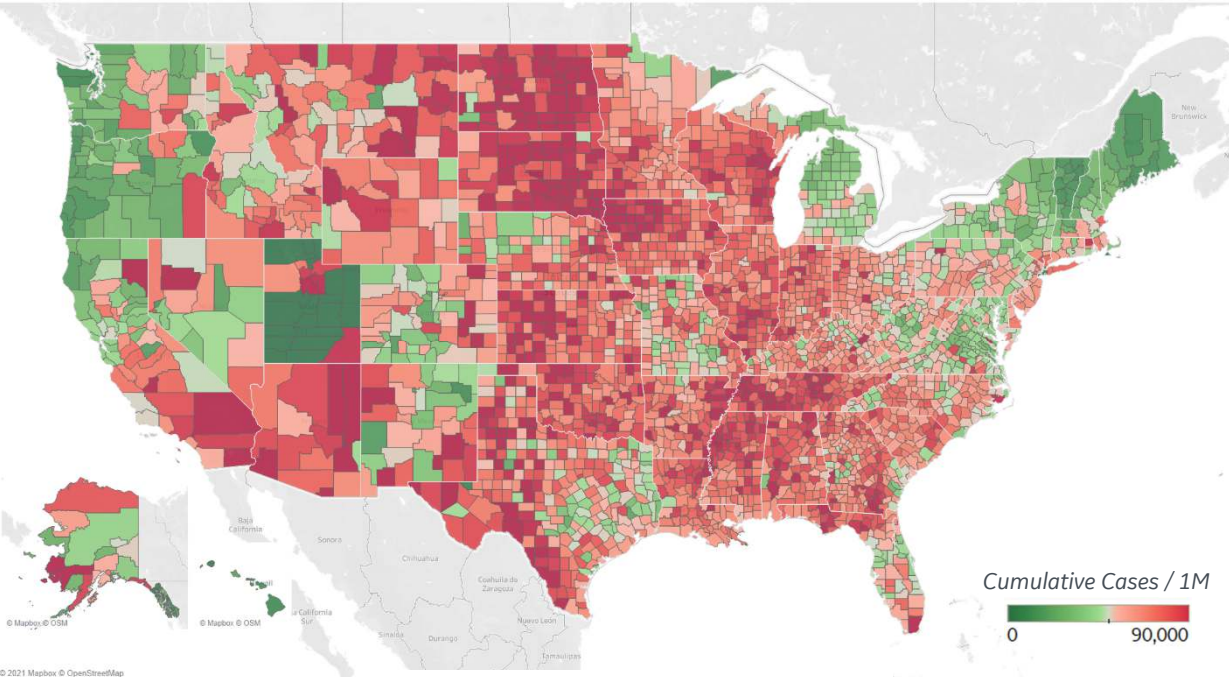 New
Brunswick
Baja
California
Sonora
Chihuahua
Coahuila de
Zaragoza
a California
Sur
Sinaloa
Durango
Nuevo León
Tamaulipas
© Mapbox © OSM
© Mapbox © OSM
Cumulative Cases / 1M
0
90,000
© 2021 Mapbox © OpenStreetMap